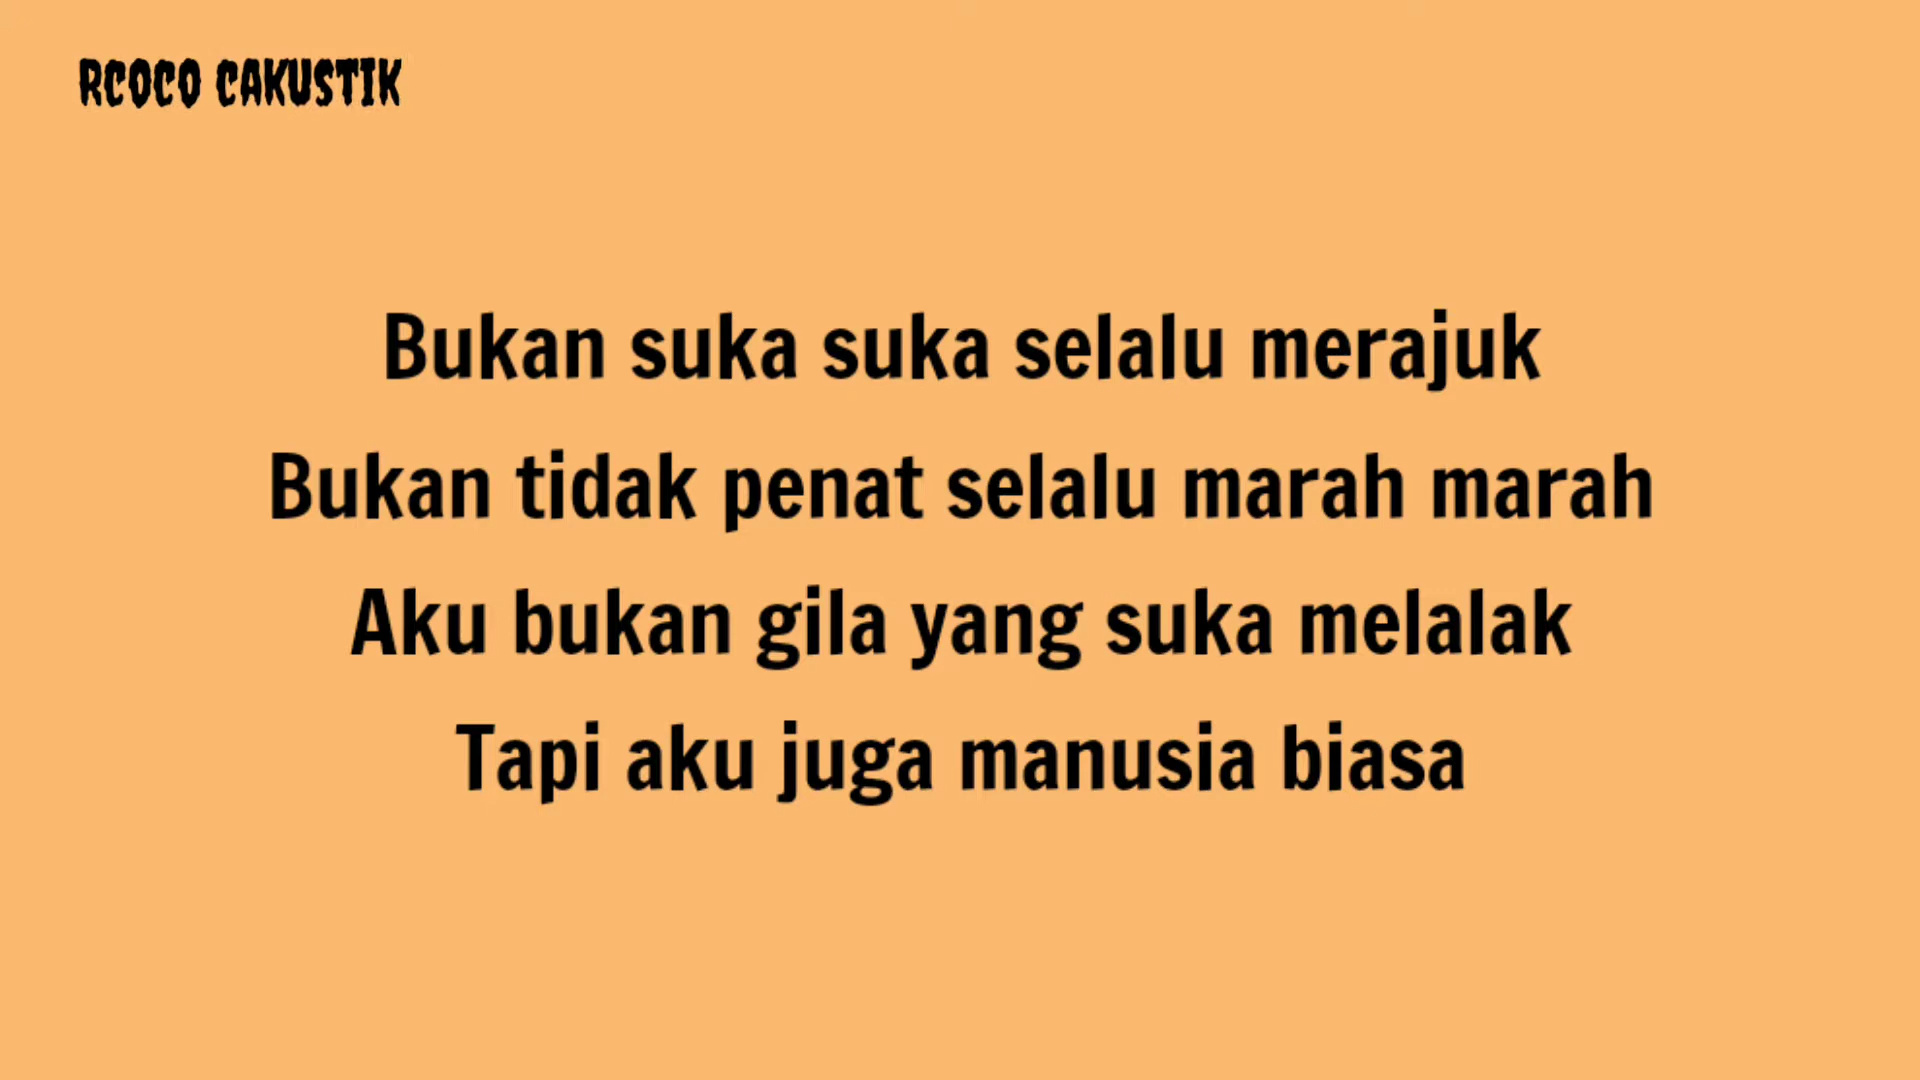 RCOCO CAKUSTIK
Bukan suka suka selalu merajuk
Bukan tidak penat selalu marah marah
Aku bukan gila yang suka melalak
Tapi aku juga manusia biasa